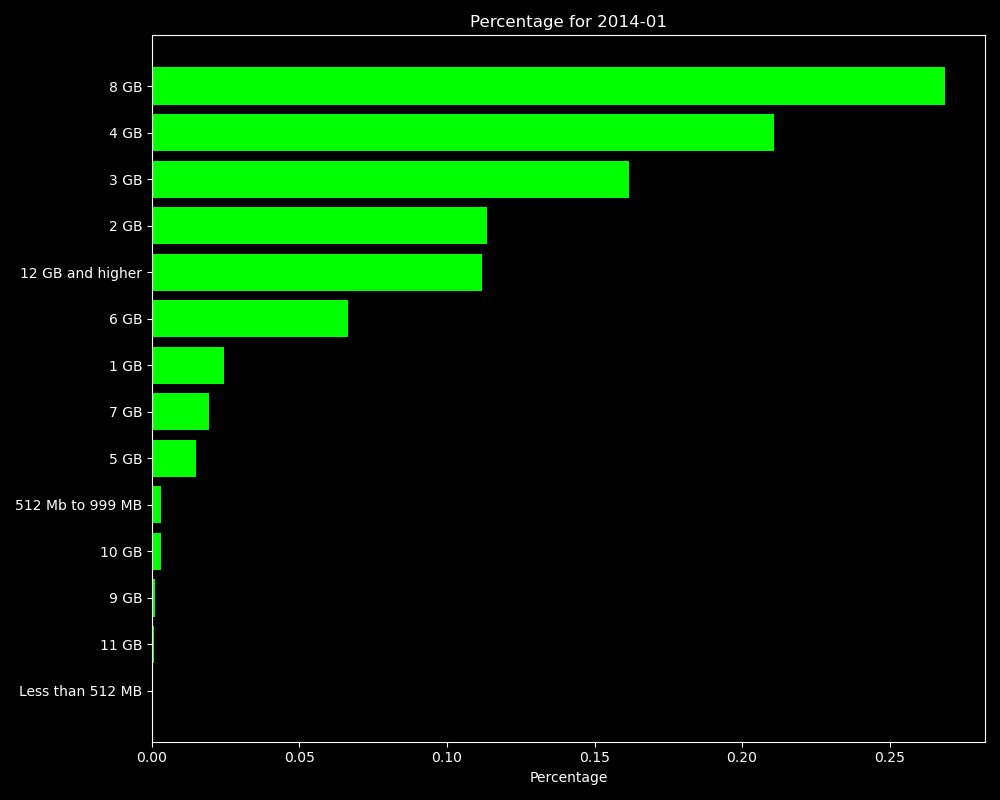 Percentage for 2014-01
8 GB
4 GB
3 GB
2 GB
12 GB and higher
6 GB
1 GB
7 GB
5 GB
512 Mb to 999 MB
10 GB
9 GB
11 GB
Less than 512 MB
0.00 0.05 0.10 0.15 0.20 0.25
Percentage